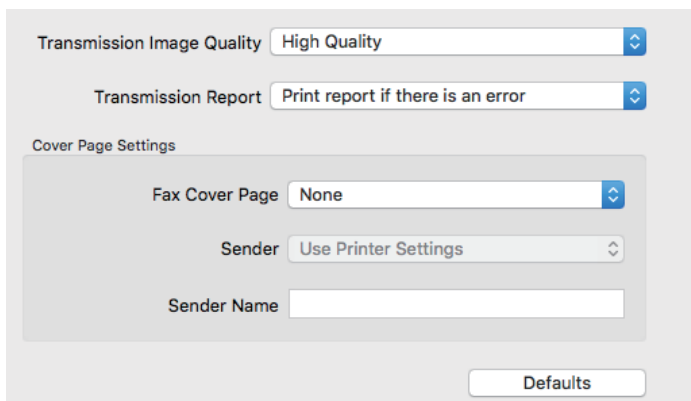 Transmission Image Quality High Quality
Transmission Report Print report if there is an error
Cover Page Settings
Fax Cover Page None
Sender Use Printer Settings
Sender Name
Defaults